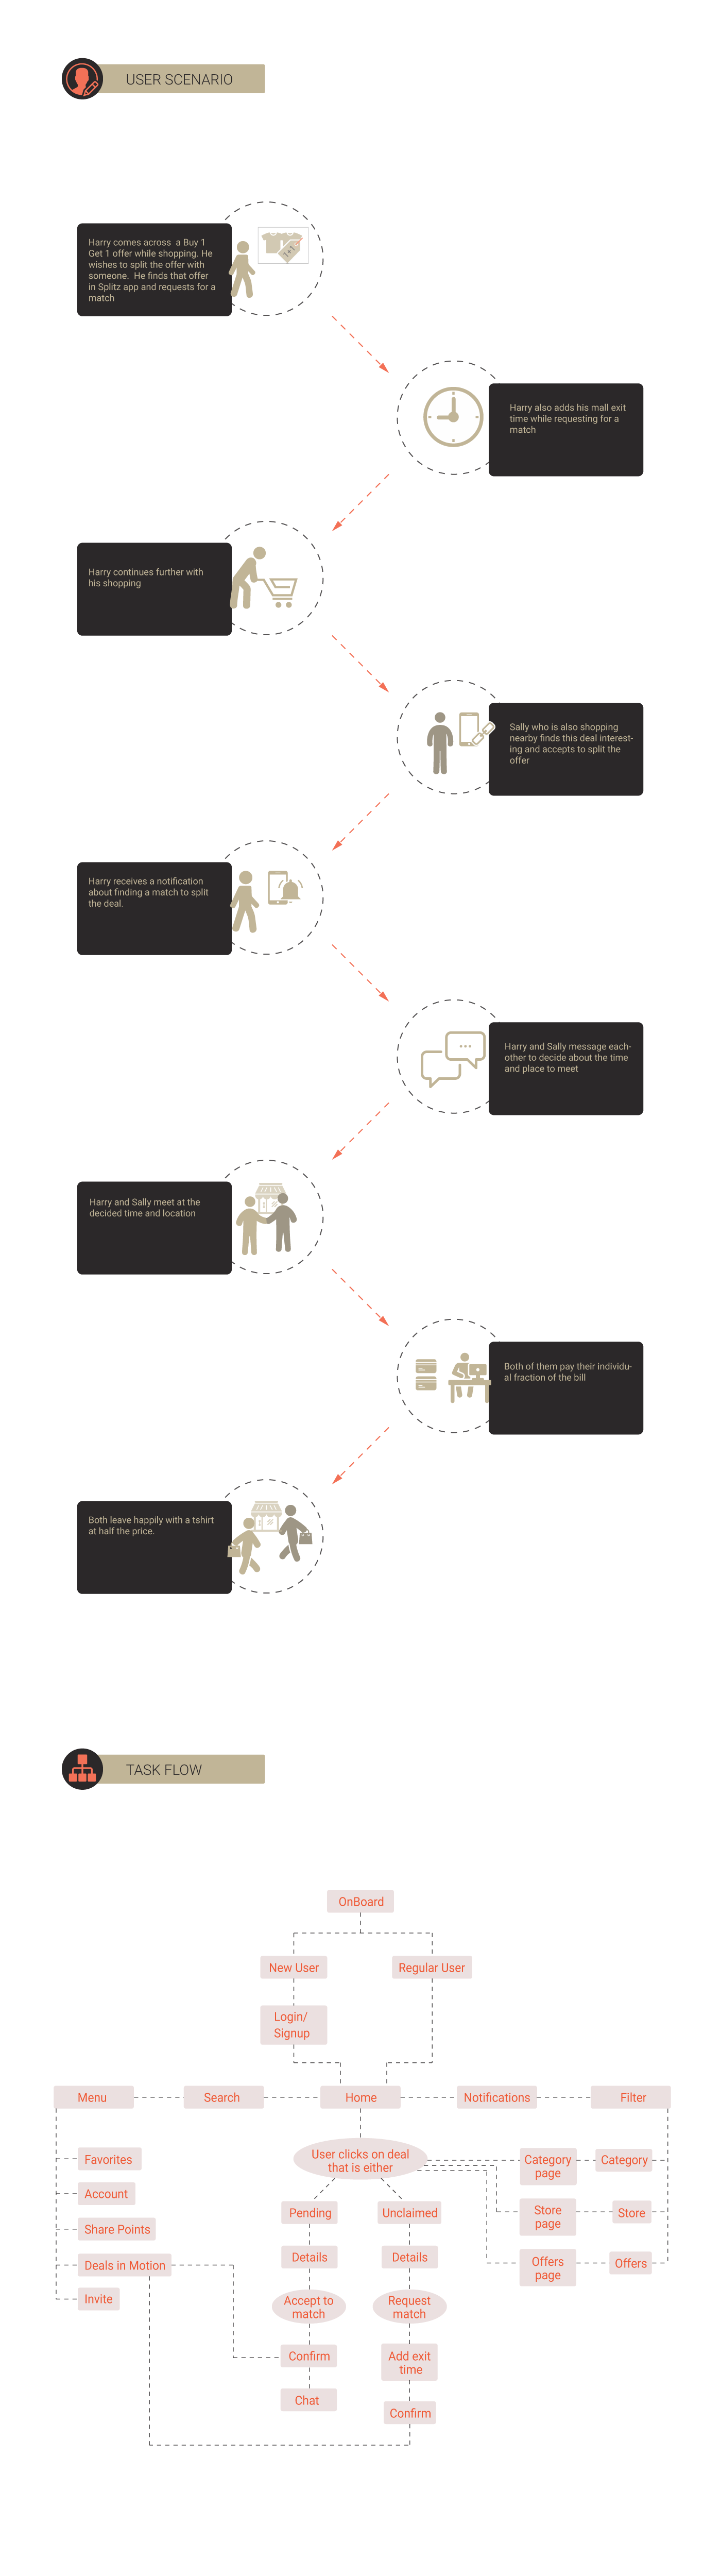 USER SCENARIO
Harry comes across a Buy 1
Get 1 offer while shopping. He
wishes to split the offer with
someone. He finds that offer
in Splitz app and requests for a
match
Harry also adds his mall exit
time while requesting for a
match
Harry continues further with
his shopping
Sally who is also shopping
nearby finds this deal interest-
ing and accepts to split the
offer
Harry receives a notification
about finding a match to split
the deal.
Harry and Sally message each-
other to decide about the time
and place to meet
Harry and Sally meet at the
decided time and location
Both of them pay their individu-
al fraction of the bill
Both leave happily with a tshirt
at half the price.
TASK FLOW
OnBoard
New User
Regular User
Login/
Signup
Menu
Search
Home
Notifications
Filter
Favorites
Account
Share Points
Deals in Motion
Invite
User clicks on deal
that is either
Pending
Details
Accept to
match
Confirm
Chat
Unclaimed
Details
Request
match
Add exit
time
Confirm
Category
page
Category
Store
page
Store
Offers
page
Offers